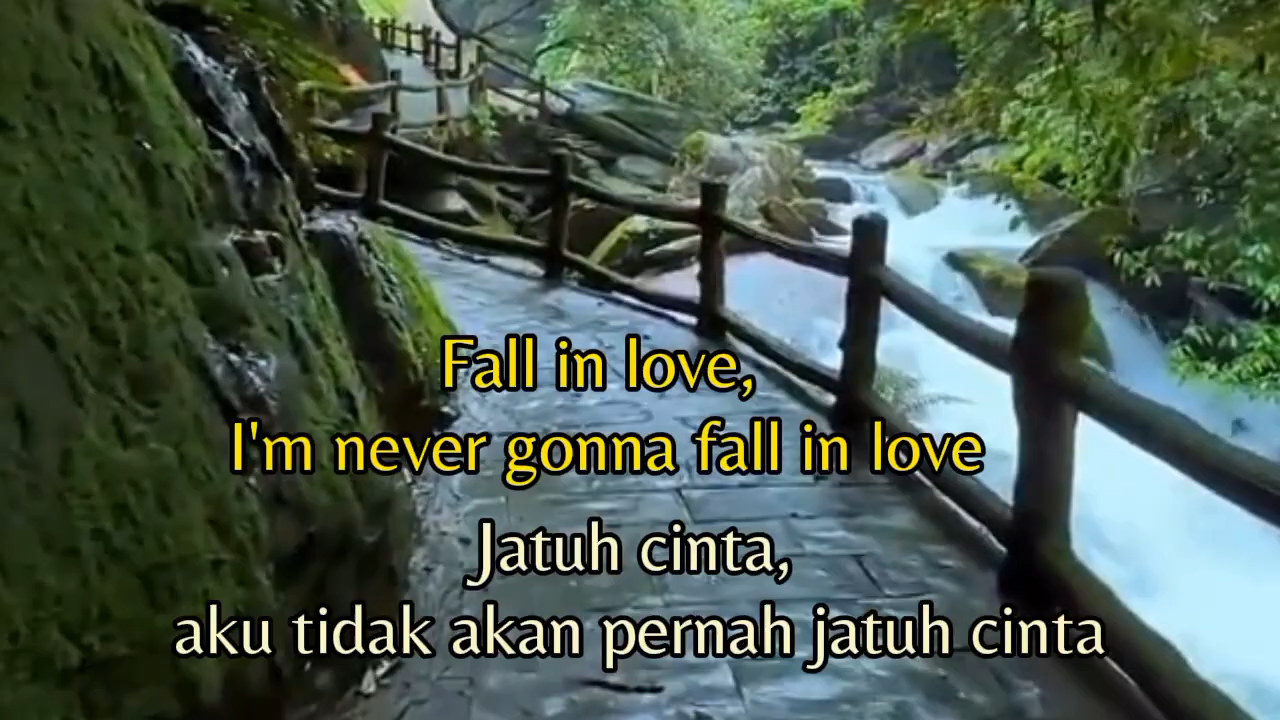 Fall in love,
I'm never gonna fall in love
Jatuh cinta,
aku tidak akan pernah jatuh cinta